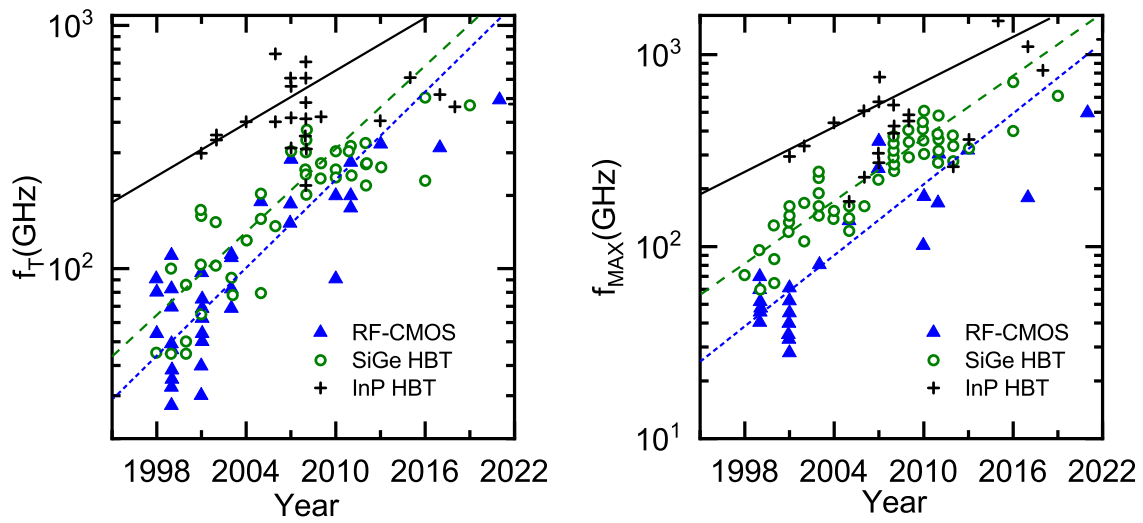 10³
10²
f_T(GHz)
RF-CMOS
SiGe HBT
InP HBT
1998 2004 2010 2016 2022
Year
10³
10²
10¹
f_MAX(GHz)
RF-CMOS
SiGe HBT
InP HBT
1998 2004 2010 2016 2022
Year